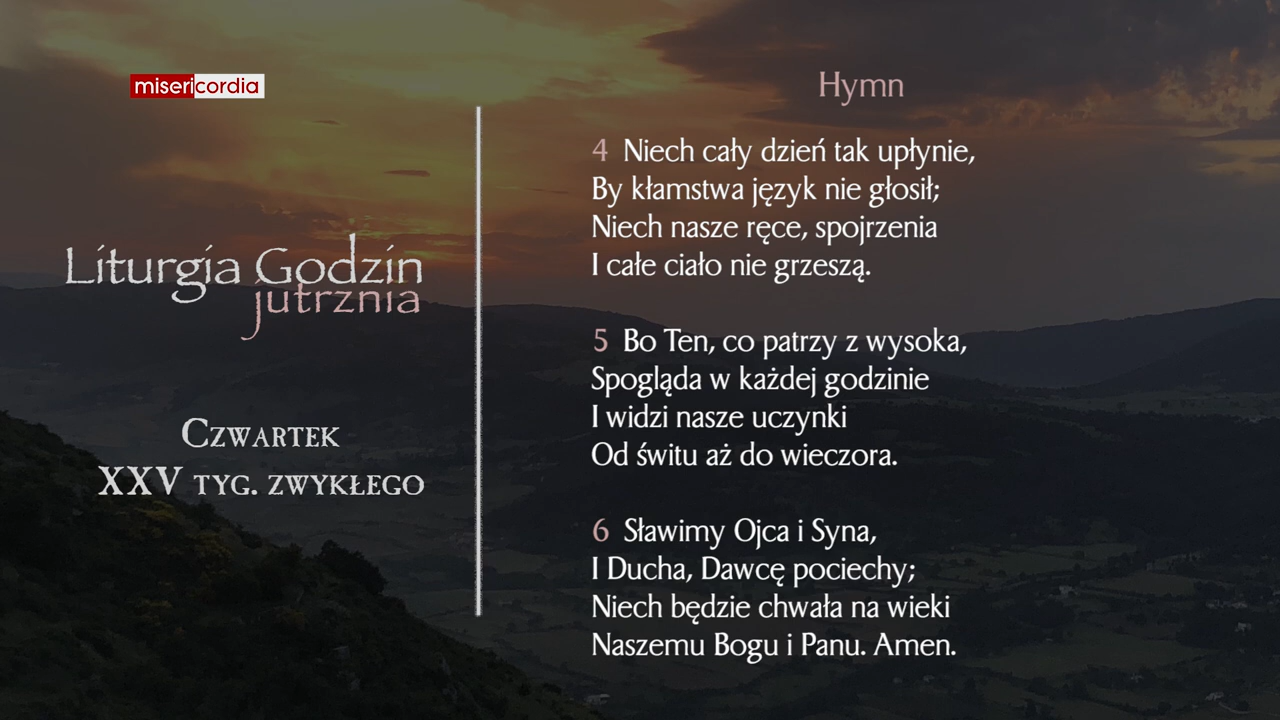 misericordia
Liturgia Godzin
jutrznia
Czwartek
XXV tyg. zwykłego
Hymn
4 Niech cały dzień tak upłynie,
By kłamstwa język nie głosił;
Niech nasze ręce, spojrzenia
I całe ciało nie grzeszą.
5 Bo Ten, co patrzy z wysoka,
Spogląda w każdej godzinie
I widzi nasze uczynki
Od świtu aż do wieczora.
6 Sławimy Ojca i Syna,
I Ducha, Dawcę pociechy;
Niech będzie chwała na wieki
Naszemu Bogu i Panu. Amen.